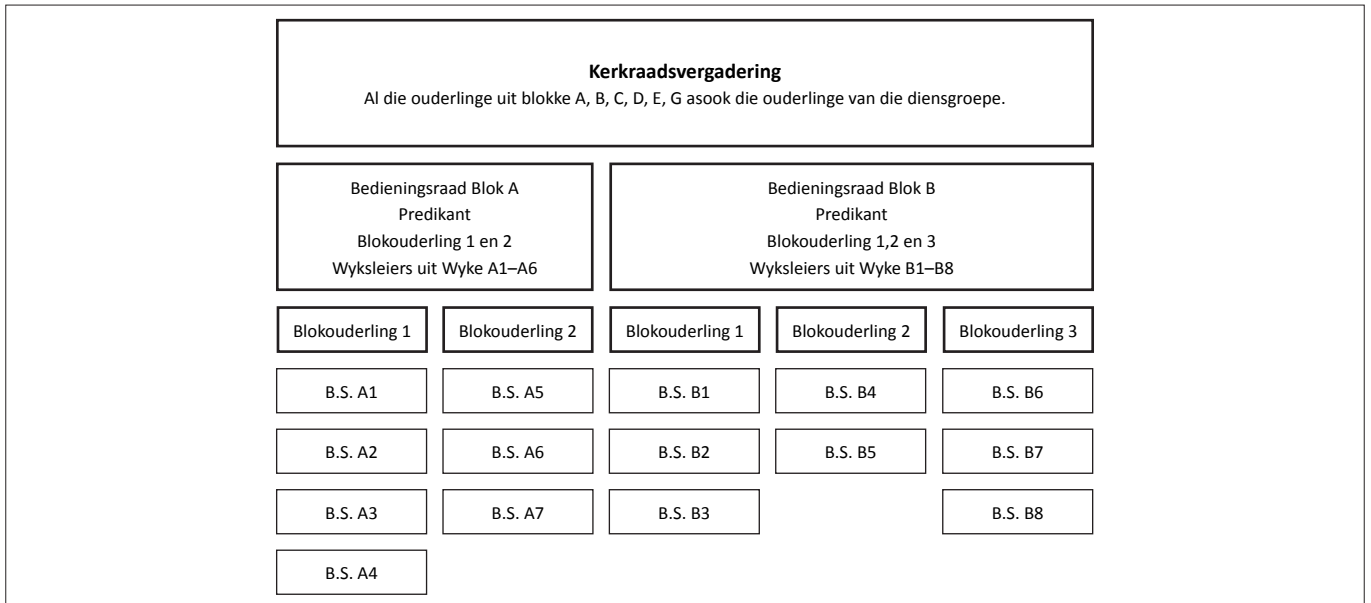 Kerkraadsvergadering
Al die ouderlinge uit blokke A, B, C, D, E, G asook die ouderlinge van die diensgroepe.
Bedieningsraad Blok A
Predikant
Blokouderling 1 en 2
Wyksleiers uit Wyke A1–A6
Bedieningsraad Blok B
Predikant
Blokouderling 1,2 en 3
Wyksleiers uit Wyke B1–B8
Blokouderling 1
Blokouderling 2
Blokouderling 1
Blokouderling 2
Blokouderling 3
B.S. A1
B.S. A5
B.S. B1
B.S. B4
B.S. B6
B.S. A2
B.S. A6
B.S. B2
B.S. B5
B.S. B7
B.S. A3
B.S. A7
B.S. B3
B.S. B8
B.S. A4